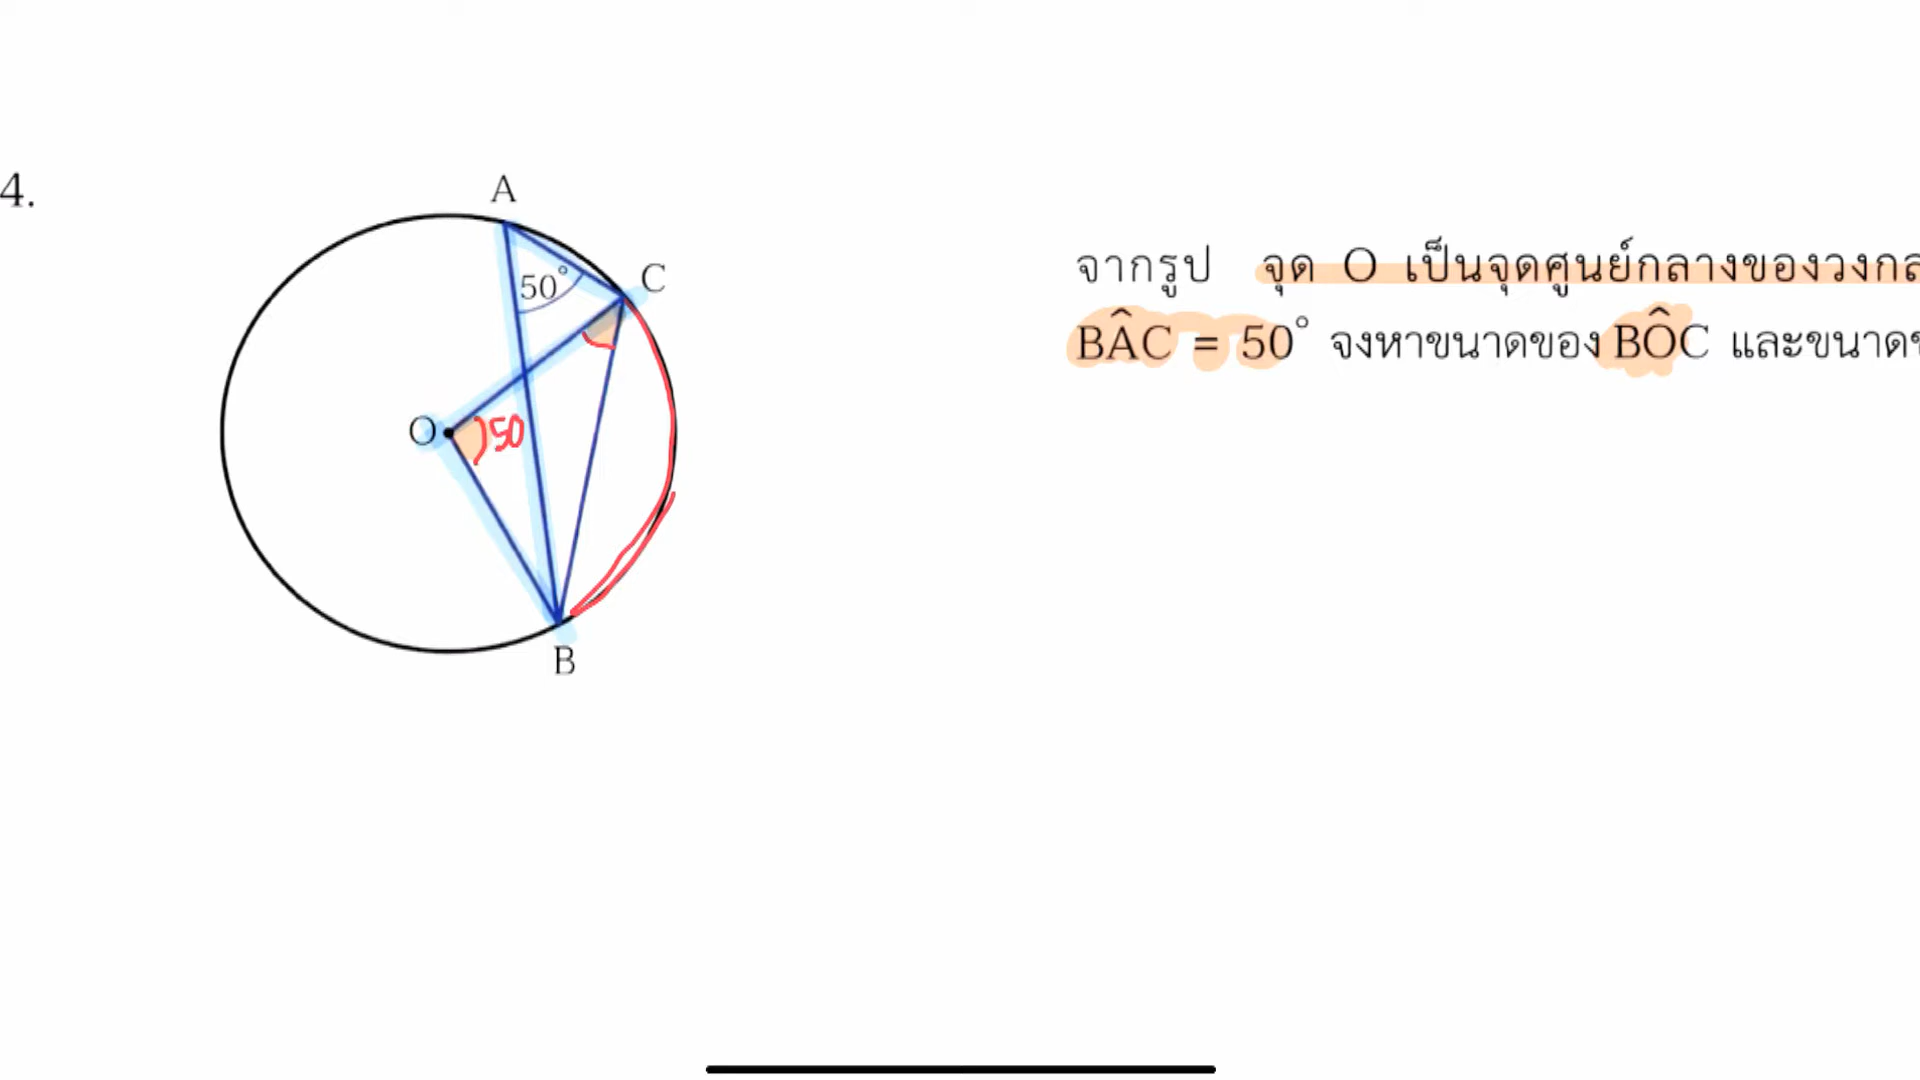 4.
A
50°
C
จากรูป จุด O เป็นจุดศูนย์กลางของวงกล
BÂC = 50° จงหาขนาดของ BÔC และขนาดข
O
50
B